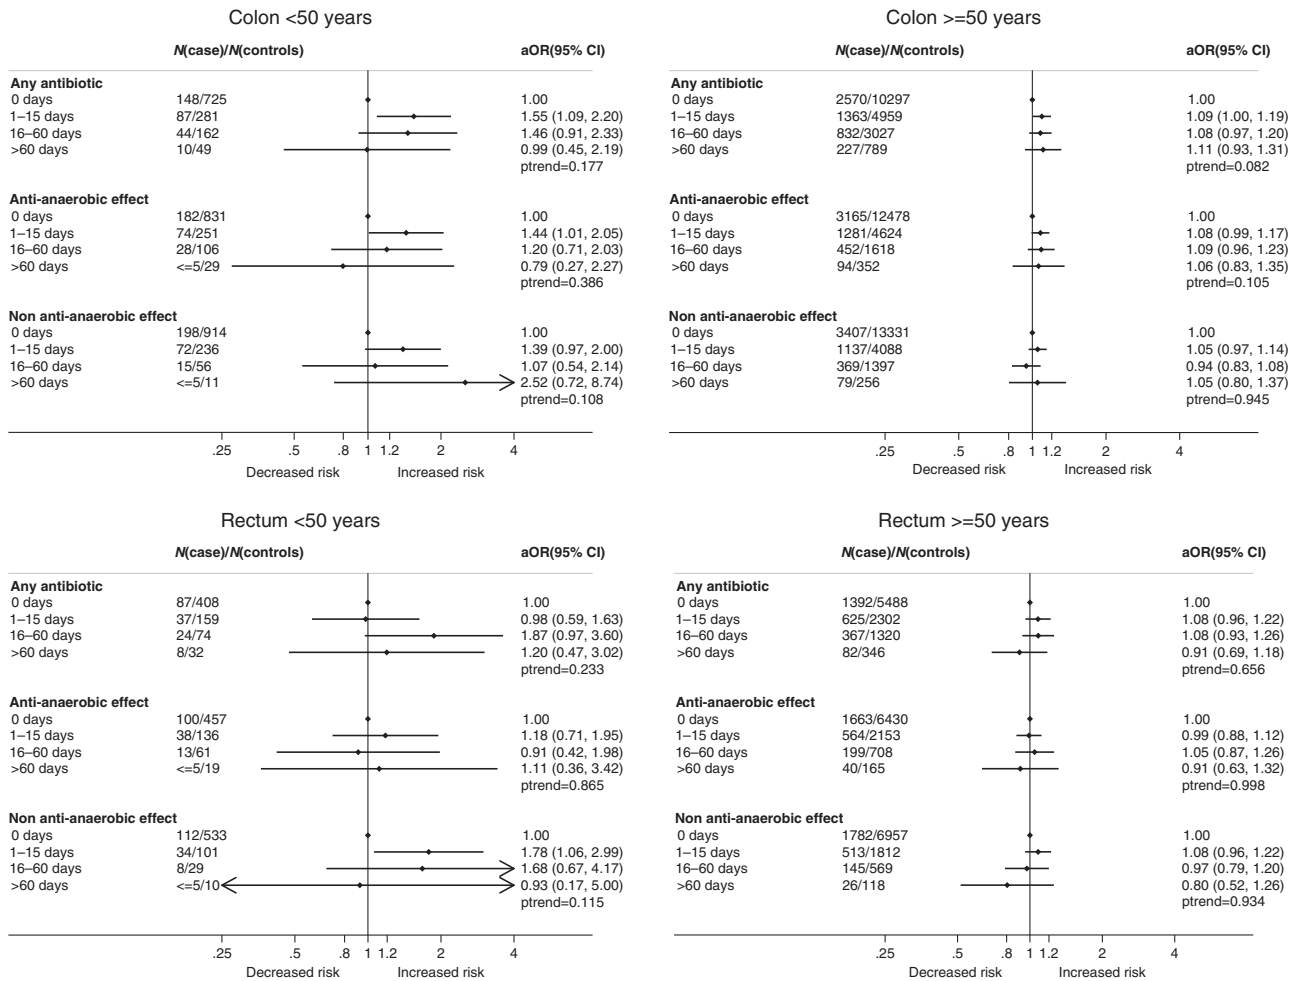 Colon <50 years
N(case)/N(controls) aOR(95% CI)
Any antibiotic
0 days 148/725 1.00
1–15 days 87/281 1.55 (1.09, 2.20)
16–60 days 44/162 1.46 (0.91, 2.33)
>60 days 10/49 0.99 (0.45, 2.19)
ptrend=0.177
Anti-anaerobic effect
0 days 182/831 1.00
1–15 days 74/251 1.44 (1.01, 2.05)
16–60 days 28/106 1.20 (0.71, 2.03)
>60 days <=5/29 0.79 (0.27, 2.27)
ptrend=0.386
Non anti-anaerobic effect
0 days 198/914 1.00
1–15 days 72/236 1.39 (0.97, 2.00)
16–60 days 15/56 1.07 (0.54, 2.14)
>60 days <=5/11 2.52 (0.72, 8.74)
ptrend=0.108
.25 .5 .8 1 1.2 2 4
Decreased risk Increased risk
Colon >=50 years
N(case)/N(controls) aOR(95% CI)
Any antibiotic
0 days 2570/10297 1.00
1–15 days 1363/4959 1.09 (1.00, 1.19)
16–60 days 832/3027 1.08 (0.97, 1.20)
>60 days 227/789 1.11 (0.93, 1.31)
ptrend=0.082
Anti-anaerobic effect
0 days 3165/12478 1.00
1–15 days 1281/4624 1.08 (0.99, 1.17)
16–60 days 452/1618 1.09 (0.96, 1.23)
>60 days 94/352 1.06 (0.83, 1.35)
ptrend=0.105
Non anti-anaerobic effect
0 days 3407/13331 1.00
1–15 days 1137/4088 1.05 (0.97, 1.14)
16–60 days 369/1397 0.94 (0.83, 1.08)
>60 days 79/256 1.05 (0.80, 1.37)
ptrend=0.945
.25 .5 .8 1 1.2 2 4
Decreased risk Increased risk
Rectum <50 years
N(case)/N(controls) aOR(95% CI)
Any antibiotic
0 days 87/408 1.00
1–15 days 37/159 0.98 (0.59, 1.63)
16–60 days 24/74 1.87 (0.97, 3.60)
>60 days 8/32 1.20 (0.47, 3.02)
ptrend=0.233
Anti-anaerobic effect
0 days 100/457 1.00
1–15 days 38/136 1.18 (0.71, 1.95)
16–60 days 13/61 0.91 (0.42, 1.98)
>60 days <=5/19 1.11 (0.36, 3.42)
ptrend=0.865
Non anti-anaerobic effect
0 days 112/533 1.00
1–15 days 34/101 1.78 (1.06, 2.99)
16–60 days 8/29 1.68 (0.67, 4.17)
>60 days <=5/10 0.93 (0.17, 5.00)
ptrend=0.115
.25 .5 .8 1 1.2 2 4
Decreased risk Increased risk
Rectum >=50 years
N(case)/N(controls) aOR(95% CI)
Any antibiotic
0 days 1392/5488 1.00
1–15 days 625/2302 1.08 (0.96, 1.22)
16–60 days 367/1320 1.08 (0.93, 1.26)
>60 days 82/346 0.91 (0.69, 1.18)
ptrend=0.656
Anti-anaerobic effect
0 days 1663/6430 1.00
1–15 days 564/2153 0.99 (0.88, 1.12)
16–60 days 199/708 1.05 (0.87, 1.26)
>60 days 40/165 0.91 (0.63, 1.32)
ptrend=0.998
Non anti-anaerobic effect
0 days 1782/6957 1.00
1–15 days 513/1812 1.08 (0.96, 1.22)
16–60 days 145/569 0.97 (0.79, 1.20)
>60 days 26/118 0.80 (0.52, 1.26)
ptrend=0.934
.25 .5 .8 1 1.2 2 4
Decreased risk Increased risk